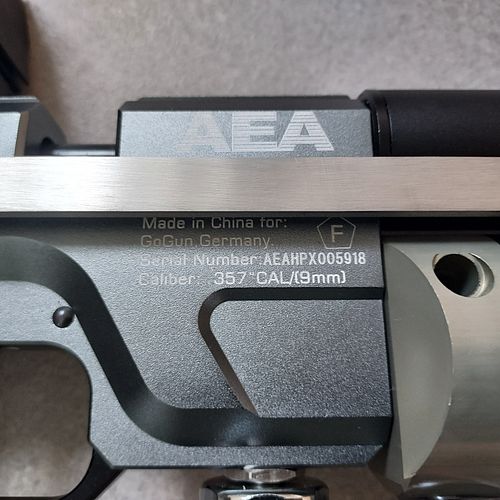 AEA
Made in China for:
GoGun Germany.
F
Serial Number:AEAHPX005918
Caliber: .357"CAL/(9mm)